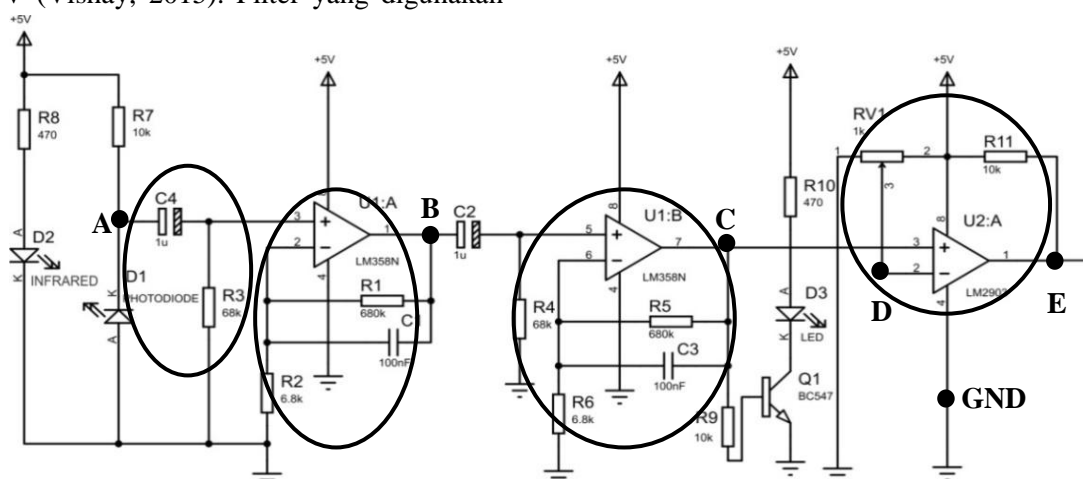 V (Vishay, 2013). Filter yang digunakan
+5V
R8
470
R7
10k
A
C4
1u
D2
A
K
INFRARED
D1
K
A
PHOTODIODE
R3
68k
+5V
U1:A
3
2
1
4
LM358N
R1
680k
C1
100nF
R2
6.8k
B
C2
1u
R4
68k
+5V
8
U1:B
5
6
7
4
LM358N
R5
680k
C3
100nF
R6
6.8k
C
R9
10k
+5V
R10
470
A
D3
K
LED
Q1
BC547
+5V
RV1
1k
1
2
3
R11
10k
8
U2:A
3
2
1
4
D
E
GND